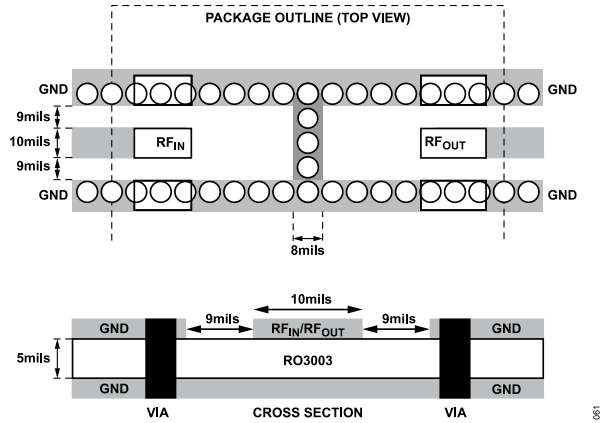 PACKAGE OUTLINE (TOP VIEW)
GND
GND
9mils
10mils
RFIN
RFOUT
9mils
GND
GND
8mils
10mils
9mils
9mils
GND
RFIN/RFOUT
GND
5mils
RO3003
GND
GND
VIA
CROSS SECTION
VIA
061